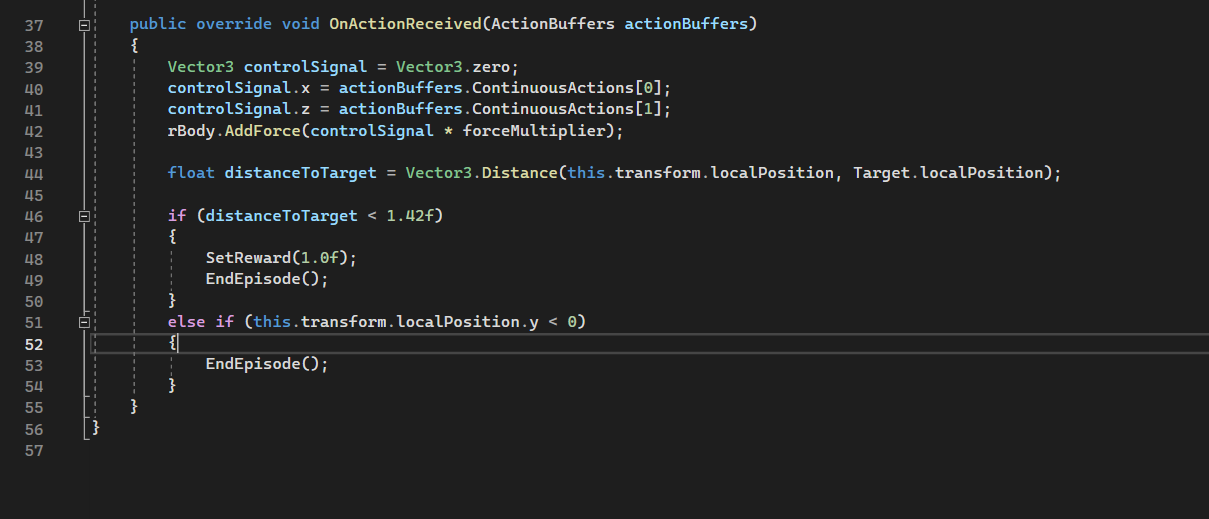 37 public override void OnActionReceived(ActionBuffers actionBuffers)
38 {
39 Vector3 controlSignal = Vector3.zero;
40 controlSignal.x = actionBuffers.ContinuousActions[0];
41 controlSignal.z = actionBuffers.ContinuousActions[1];
42 rBody.AddForce(controlSignal * forceMultiplier);
43
44 float distanceToTarget = Vector3.Distance(this.transform.localPosition, Target.localPosition);
45
46 if (distanceToTarget < 1.42f)
47 {
48 SetReward(1.0f);
49 EndEpisode();
50 }
51 else if (this.transform.localPosition.y < 0)
52 {
53 EndEpisode();
54 }
55 }
56 }
57